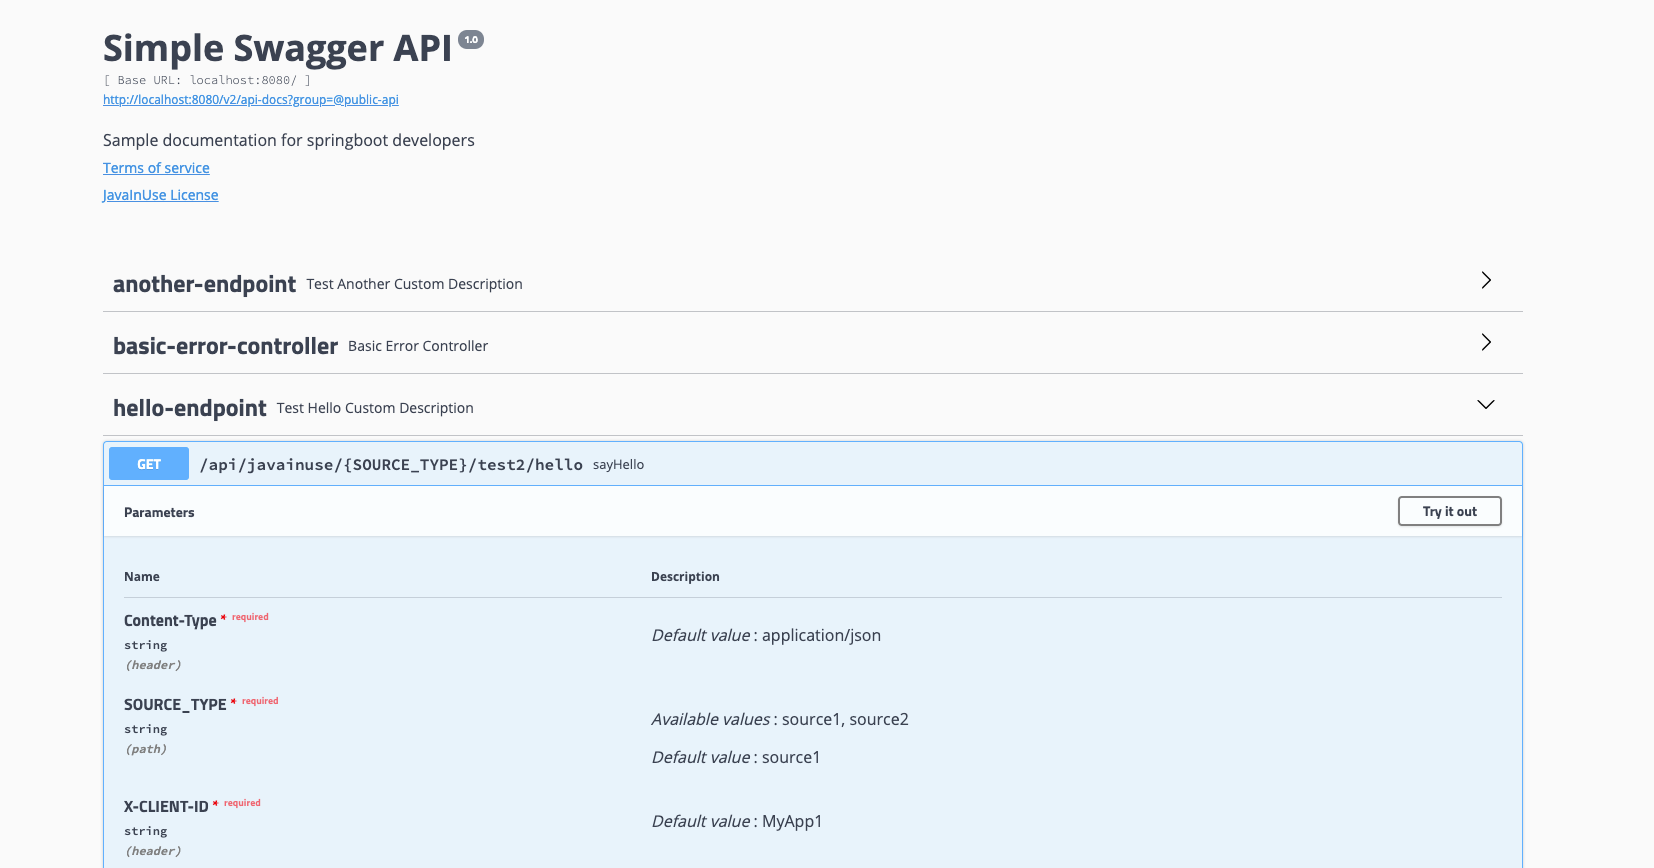 Simple Swagger API 1.0
[ Base URL: localhost:8080/ ]
http://localhost:8080/v2/api-docs?group=@public-api
Sample documentation for springboot developers
Terms of service
JavaInUse License
another-endpoint Test Another Custom Description
basic-error-controller Basic Error Controller
hello-endpoint Test Hello Custom Description
GET /api/javainuse/{SOURCE_TYPE}/test2/hello sayHello
Parameters Try it out
Name Description
Content-Type * required
string
(header)
Default value : application/json
SOURCE_TYPE * required
string
(path)
Available values : source1, source2
Default value : source1
X-CLIENT-ID * required
string
(header)
Default value : MyApp1